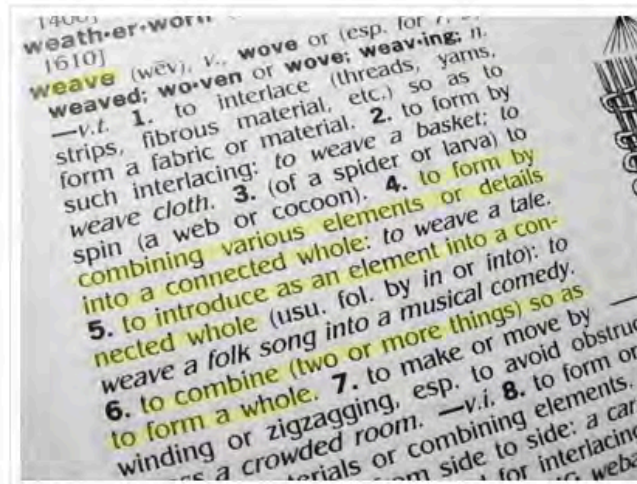 1400]
weath•er-worn
1610]
weave (wēv), v., wove or (esp. for 7.
weaved; wo•ven or wove; weav•ing; n.
—v.t. 1. to interlace (threads, yarns,
strips, fibrous material, etc.) so as to
form a fabric or material. 2. to form by
such interlacing: to weave a basket; to
weave cloth. 3. (of a spider or larva) to
spin (a web or cocoon). 4. to form by
combining various elements or details
into a connected whole: to weave a tale.
5. to introduce as an element into a con-
nected whole (usu. fol. by in or into): to
weave a folk song into a musical comedy.
6. to combine (two or more things) so as
to form a whole. 7. to make or move by
winding or zigzagging, esp. to avoid obstruc
a crowded room. —v.i. 8. to form or
or combining elements.
from side to side: a car
for interlacing